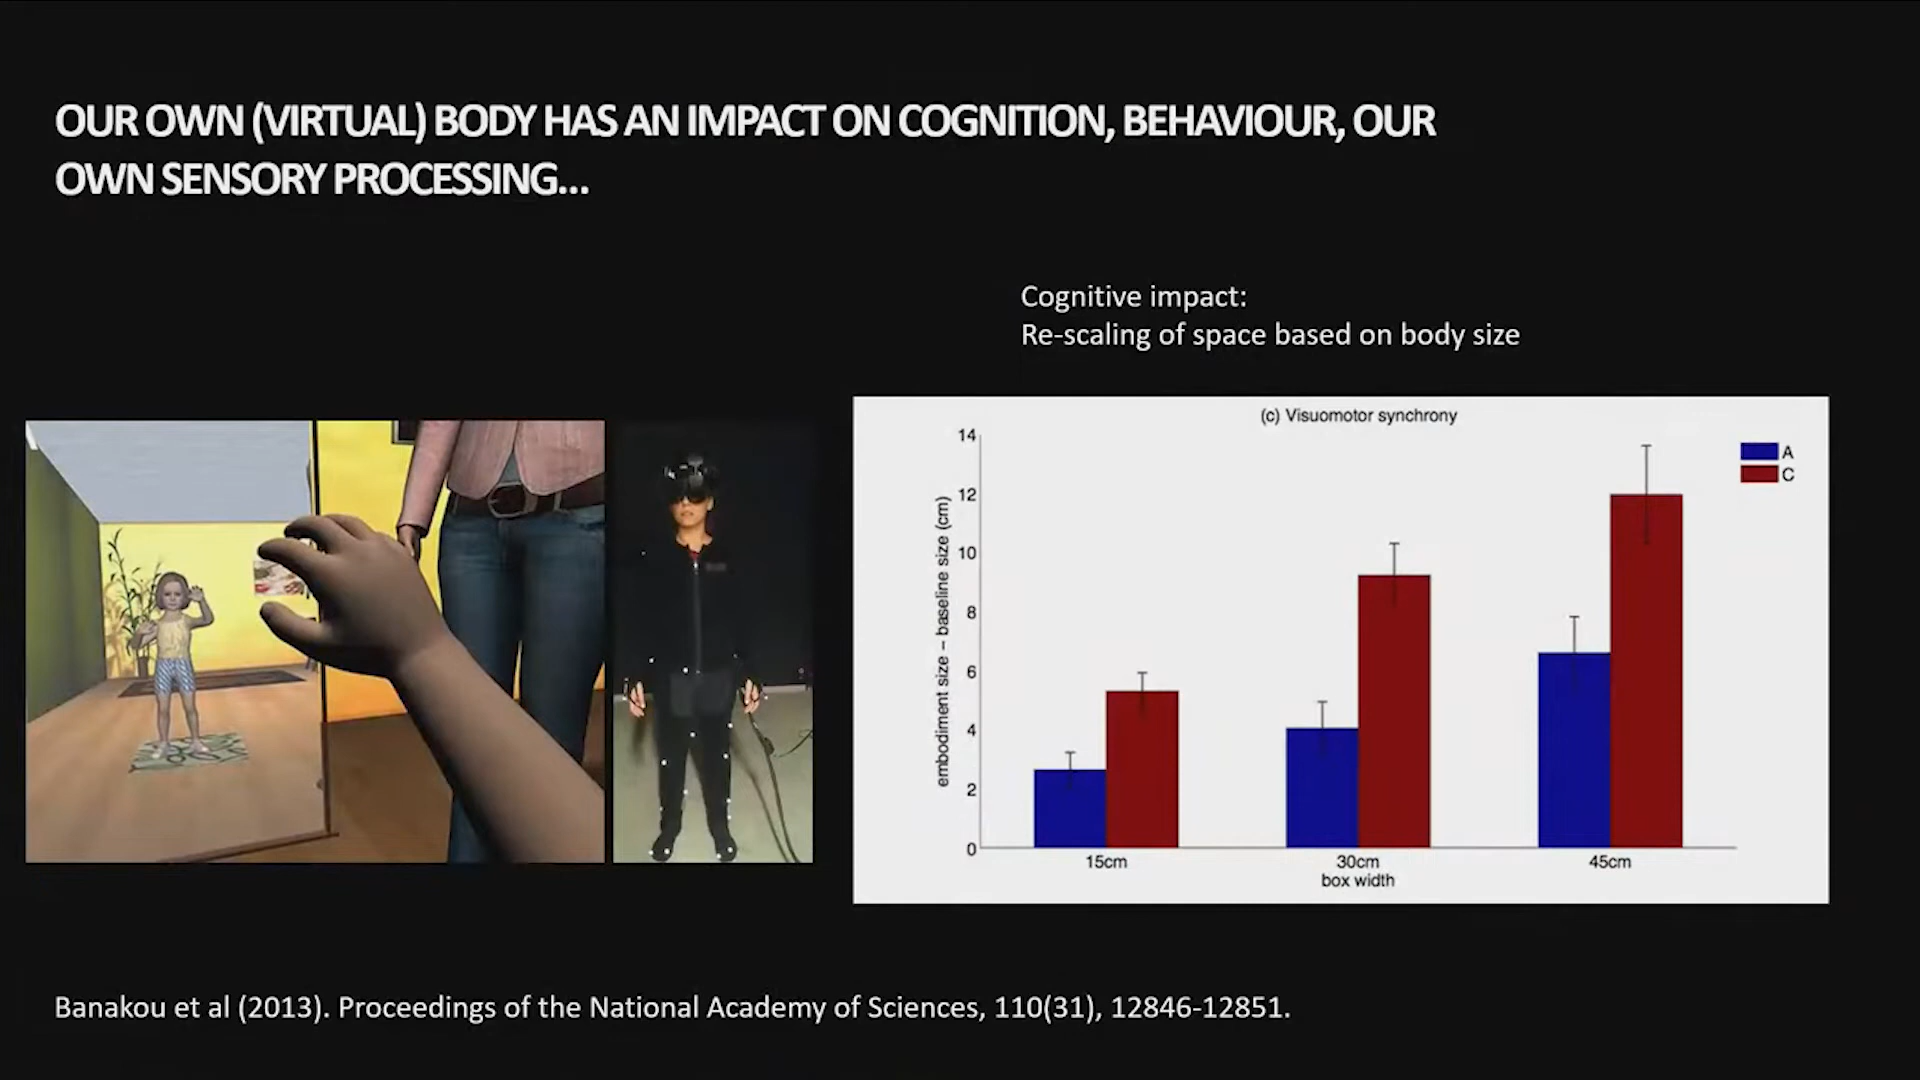 OUR OWN (VIRTUAL) BODY HAS AN IMPACT ON COGNITION, BEHAVIOUR, OUR
OWN SENSORY PROCESSING...
Cognitive impact:
Re-scaling of space based on body size
(c) Visuomotor synchrony
A
C
embodiment size – baseline size (cm)
14
12
10
8
6
4
2
0
15cm
30cm
45cm
box width
Banakou et al (2013). Proceedings of the National Academy of Sciences, 110(31), 12846-12851.